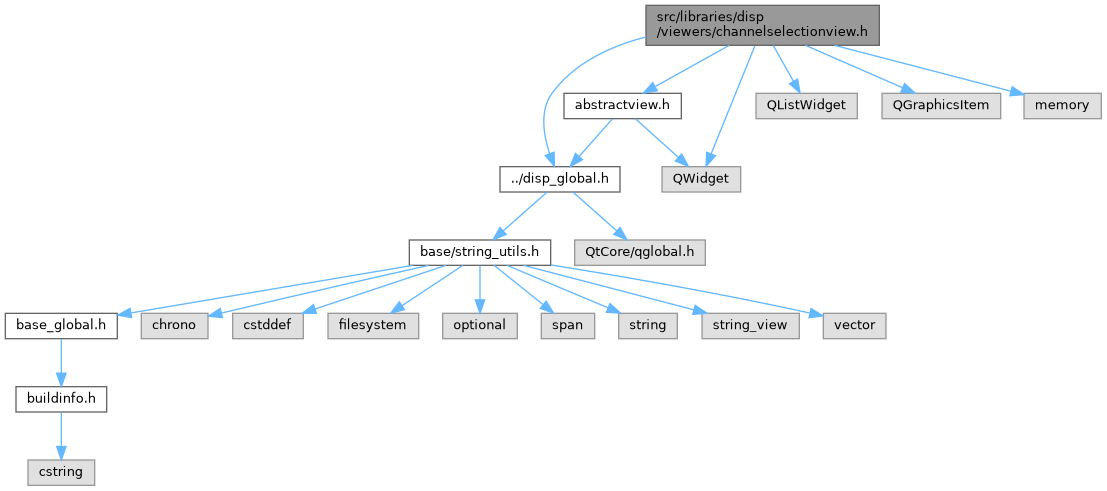 src/libraries/disp
/viewers/channelselectionview.h
abstractview.h
QListWidget
QGraphicsItem
memory
../disp_global.h
QWidget
base/string_utils.h
QtCore/qglobal.h
base_global.h
chrono
cstddef
filesystem
optional
span
string
string_view
vector
buildinfo.h
cstring